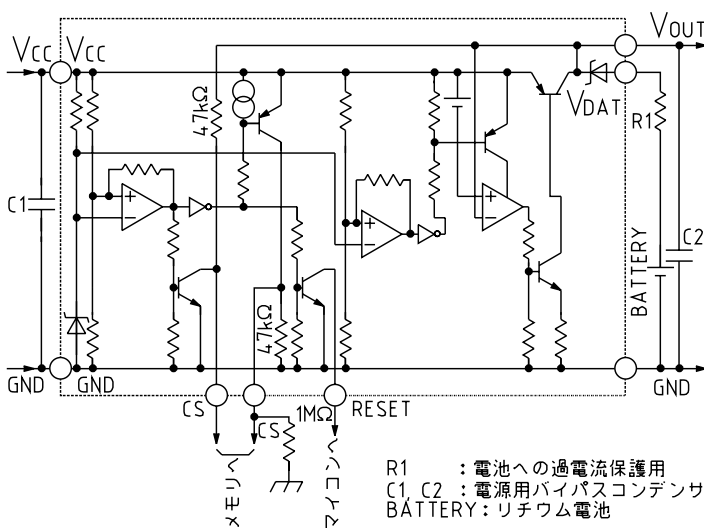 VCC
VCC
VOUT
47kΩ
VDAT
R1
C1
C2
BATTERY
47kΩ
GND
GND
GND
CS
CS
1MΩ
RESET
メモリへ
マイコンへ
R1 : 電池への過電流保護用
C1, C2 : 電源用バイパスコンデンサ
BATTERY : リチウム電池